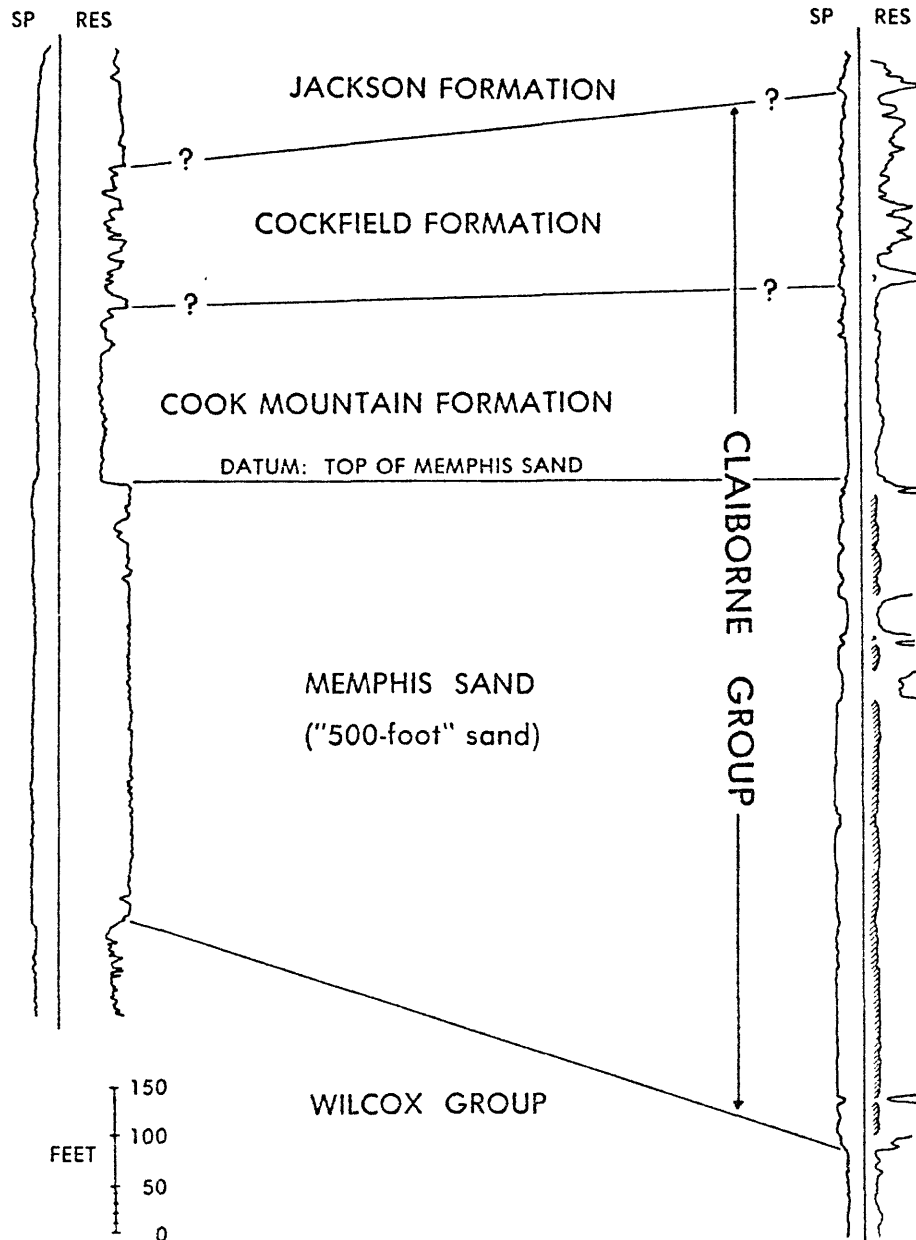 SP RES SP RES
JACKSON FORMATION
? ?
COCKFIELD FORMATION
? ?
COOK MOUNTAIN FORMATION
DATUM: TOP OF MEMPHIS SAND
CLAIBORNE GROUP
MEMPHIS SAND
("500-foot" sand)
WILCOX GROUP
150
100
FEET
50
0